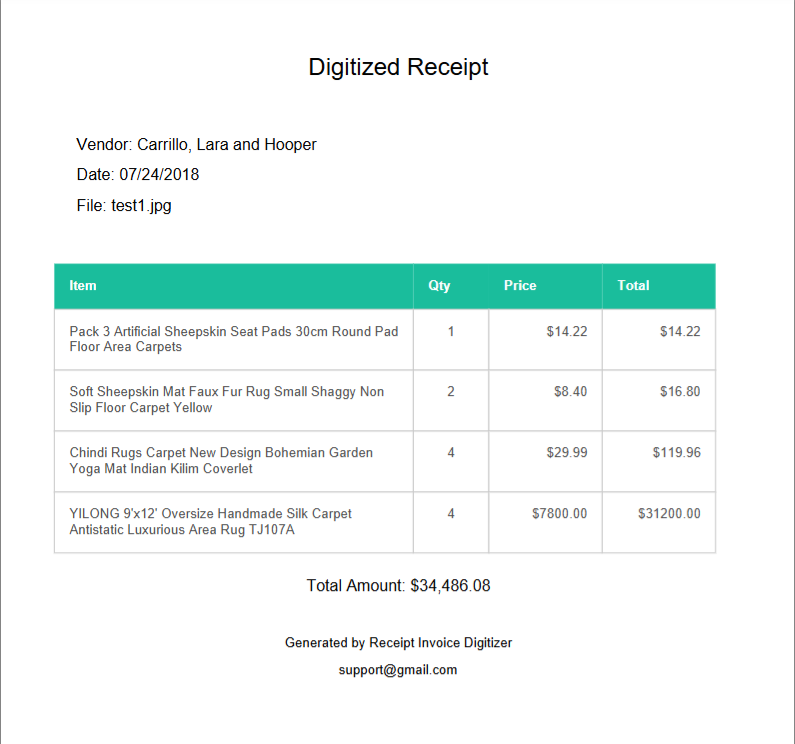 Digitized Receipt
Vendor: Carrillo, Lara and Hooper
Date: 07/24/2018
File: test1.jpg
Item Qty Price Total
Pack 3 Artificial Sheepskin Seat Pads 30cm Round Pad 1 $14.22 $14.22
Floor Area Carpets
Soft Sheepskin Mat Faux Fur Rug Small Shaggy Non 2 $8.40 $16.80
Slip Floor Carpet Yellow
Chindi Rugs Carpet New Design Bohemian Garden 4 $29.99 $119.96
Yoga Mat Indian Kilim Coverlet
YILONG 9'x12' Oversize Handmade Silk Carpet 4 $7800.00 $31200.00
Antistatic Luxurious Area Rug TJ107A
Total Amount: $34,486.08
Generated by Receipt Invoice Digitizer
support@gmail.com